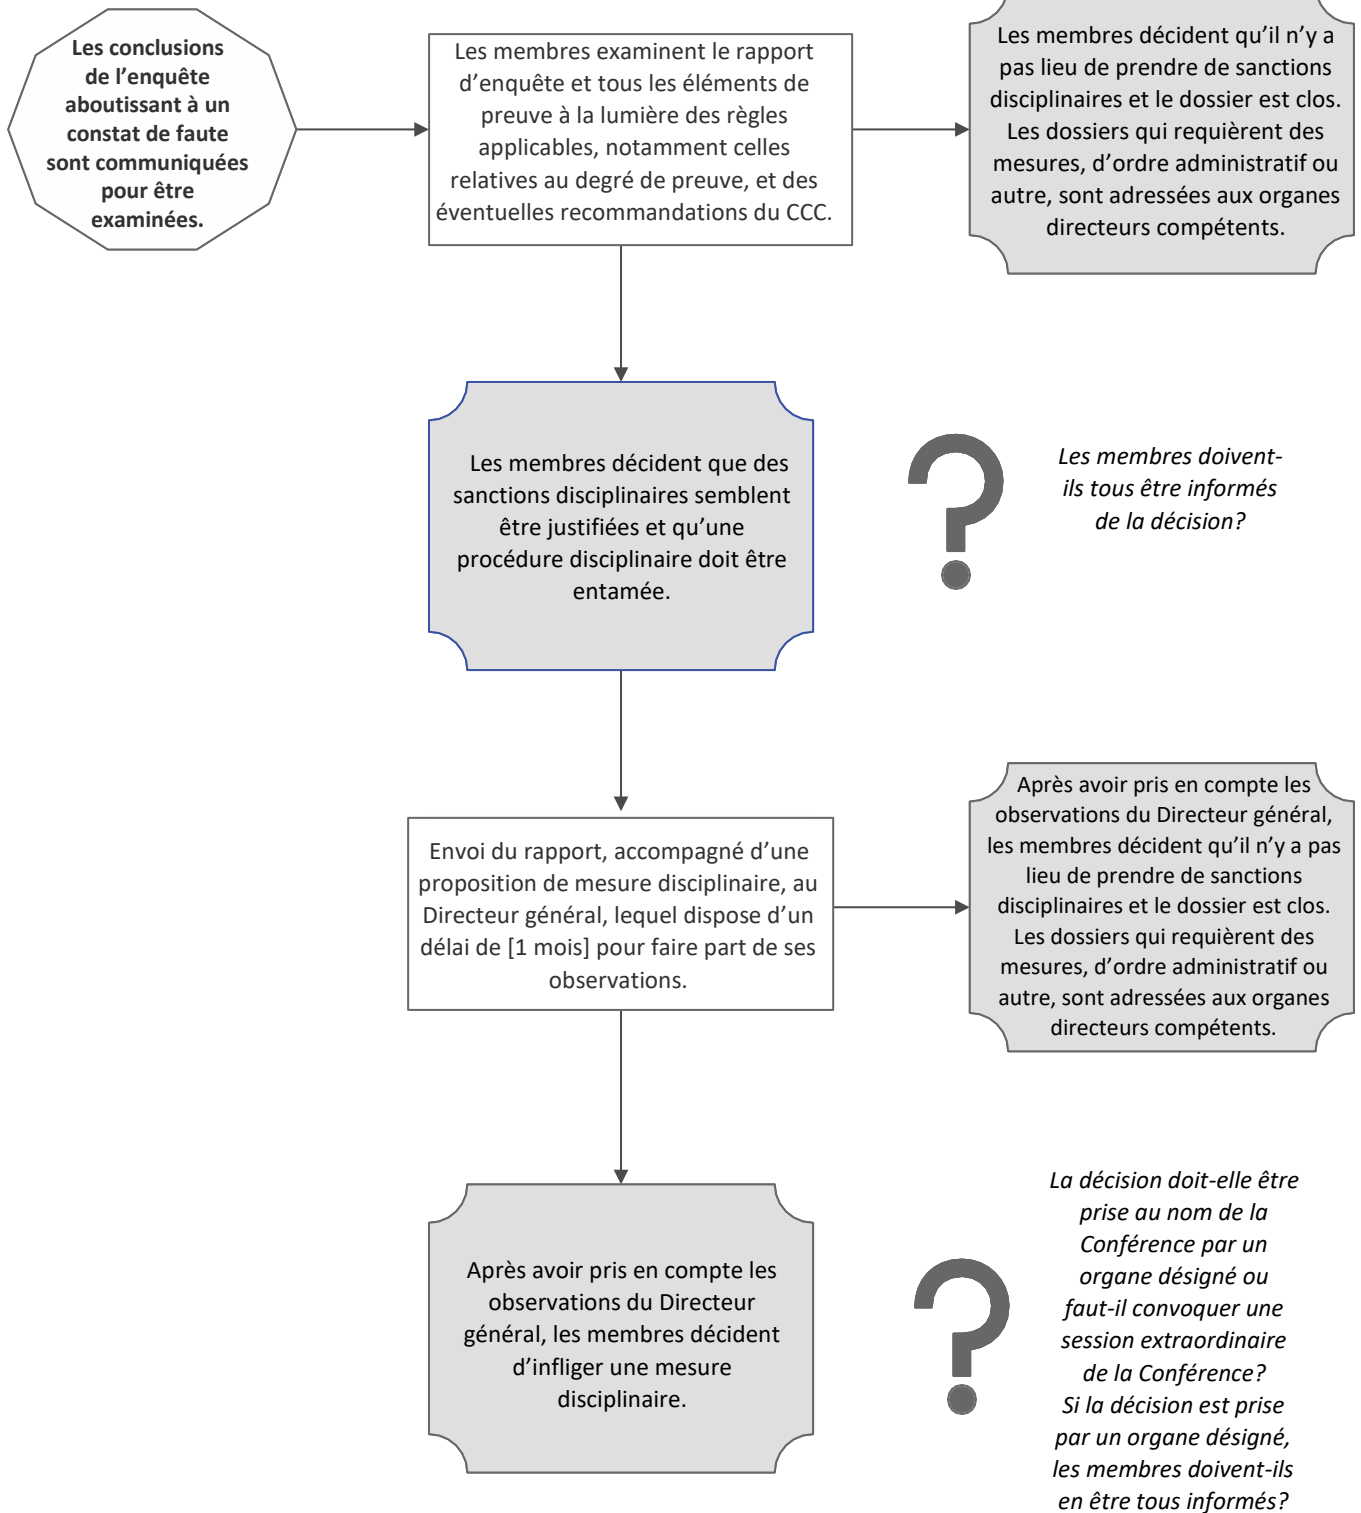 Les conclusions
de l’enquête
aboutissant à un
constat de faute
sont communiquées
pour être
examinées.
Les membres examinent le rapport
d’enquête et tous les éléments de
preuve à la lumière des règles
applicables, notamment celles
relatives au degré de preuve, et des
éventuelles recommandations du CCC.
Les membres décident qu’il n’y a
pas lieu de prendre de sanctions
disciplinaires et le dossier est clos.
Les dossiers qui requièrent des
mesures, d’ordre administratif ou
autre, sont adressées aux organes
directeurs compétents.
Les membres décident que des
sanctions disciplinaires semblent
être justifiées et qu’une
procédure disciplinaire doit être
entamée.
?
Les membres doivent-
ils tous être informés
de la décision?
Envoi du rapport, accompagné d’une
proposition de mesure disciplinaire, au
Directeur général, lequel dispose d’un
délai de [1 mois] pour faire part de ses
observations.
Après avoir pris en compte les
observations du Directeur général,
les membres décident qu’il n’y a pas
lieu de prendre de sanctions
disciplinaires et le dossier est clos.
Les dossiers qui requièrent des
mesures, d’ordre administratif ou
autre, sont adressées aux organes
directeurs compétents.
Après avoir pris en compte les
observations du Directeur
général, les membres décident
d’infliger une mesure
disciplinaire.
?
La décision doit-elle être
prise au nom de la
Conférence par un
organe désigné ou
faut-il convoquer une
session extraordinaire
de la Conférence?
Si la décision est prise
par un organe désigné,
les membres doivent-ils
en être tous informés?